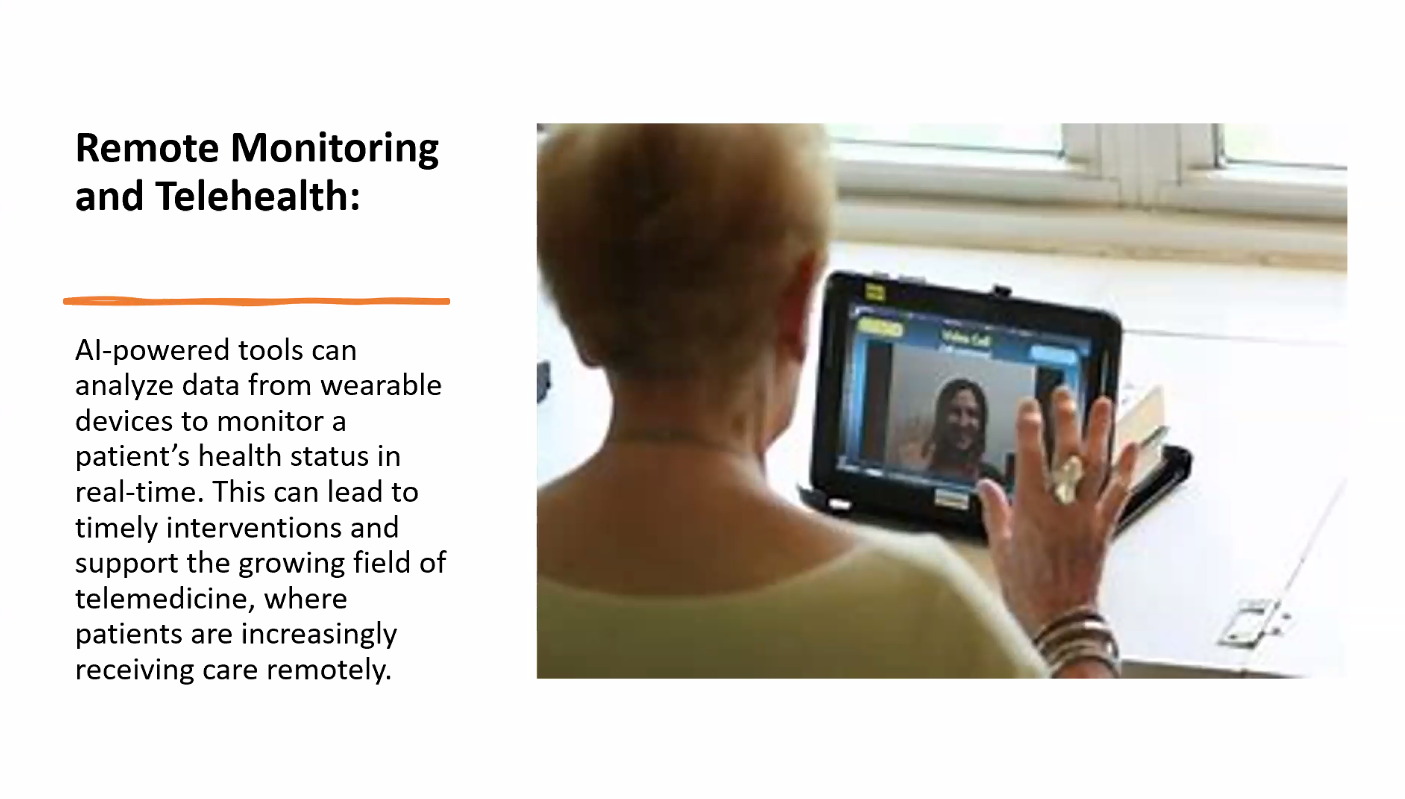 Remote Monitoring
and Telehealth:
AI-powered tools can
analyze data from wearable
devices to monitor a
patient’s health status in
real-time. This can lead to
timely interventions and
support the growing field of
telemedicine, where
patients are increasingly
receiving care remotely.
Video Call